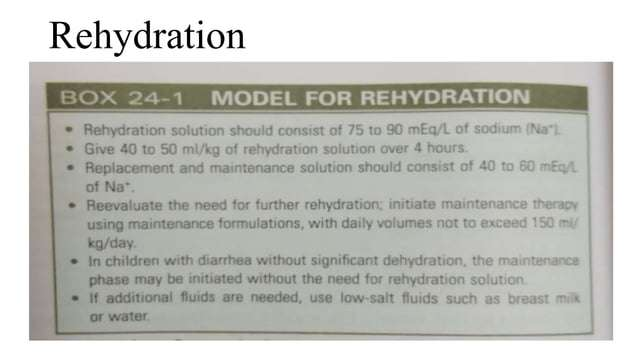 Rehydration
BOX 24-1 MODEL FOR REHYDRATION
• Rehydration solution should consist of 75 to 90 mEq/L of sodium (Na⁺).
• Give 40 to 50 ml/kg of rehydration solution over 4 hours.
• Replacement and maintenance solution should consist of 40 to 60 mEq/L
of Na⁺.
• Reevaluate the need for further rehydration; initiate maintenance therapy
using maintenance formulations, with daily volumes not to exceed 150 ml/
kg/day.
• In children with diarrhea without significant dehydration, the maintenance
phase may be initiated without the need for rehydration solution.
• If additional fluids are needed, use low-salt fluids such as breast milk
or water.